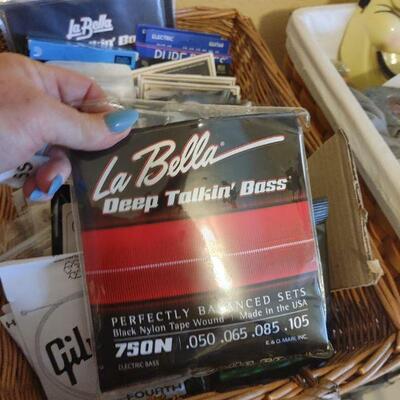 La Bella
ELECTRIC
La Bella
Deep Talkin' Bass
PERFECTLY BALANCED SETS
Black Nylon Tape Wound Made in the USA
750N .050 .065 .085 .105
ELECTRIC BASS
E. & O. MARI, INC.
FOURTH